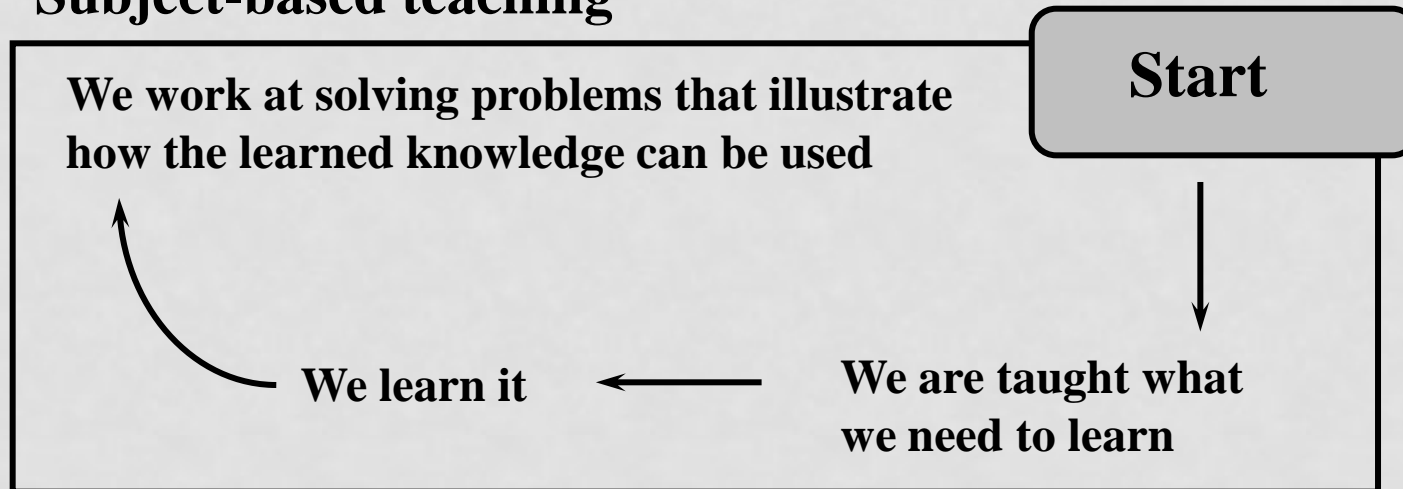 Subject-based teaching
Start
We work at solving problems that illustrate
how the learned knowledge can be used
We learn it
We are taught what
we need to learn